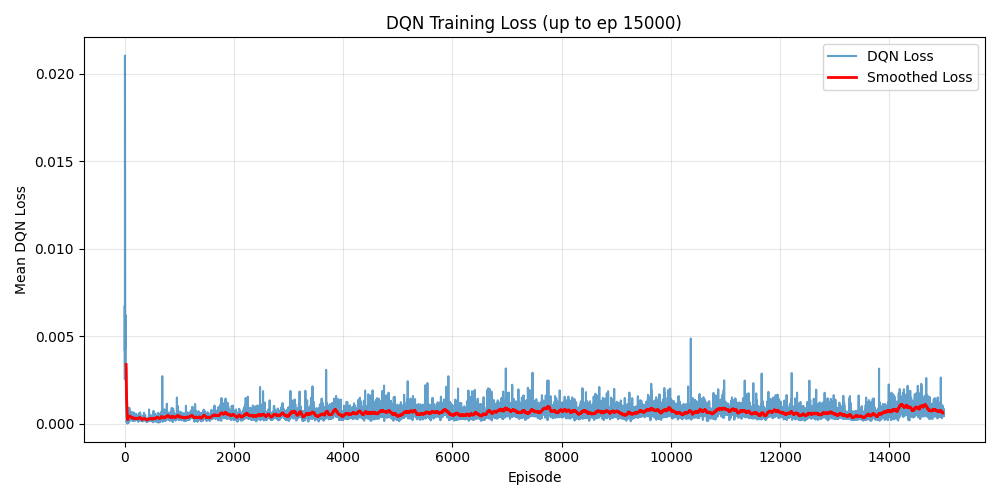 DQN Training Loss (up to ep 15000)
DQN Loss
Smoothed Loss
Mean DQN Loss
0.020
0.015
0.010
0.005
0.000
0
2000
4000
6000
8000
10000
12000
14000
Episode